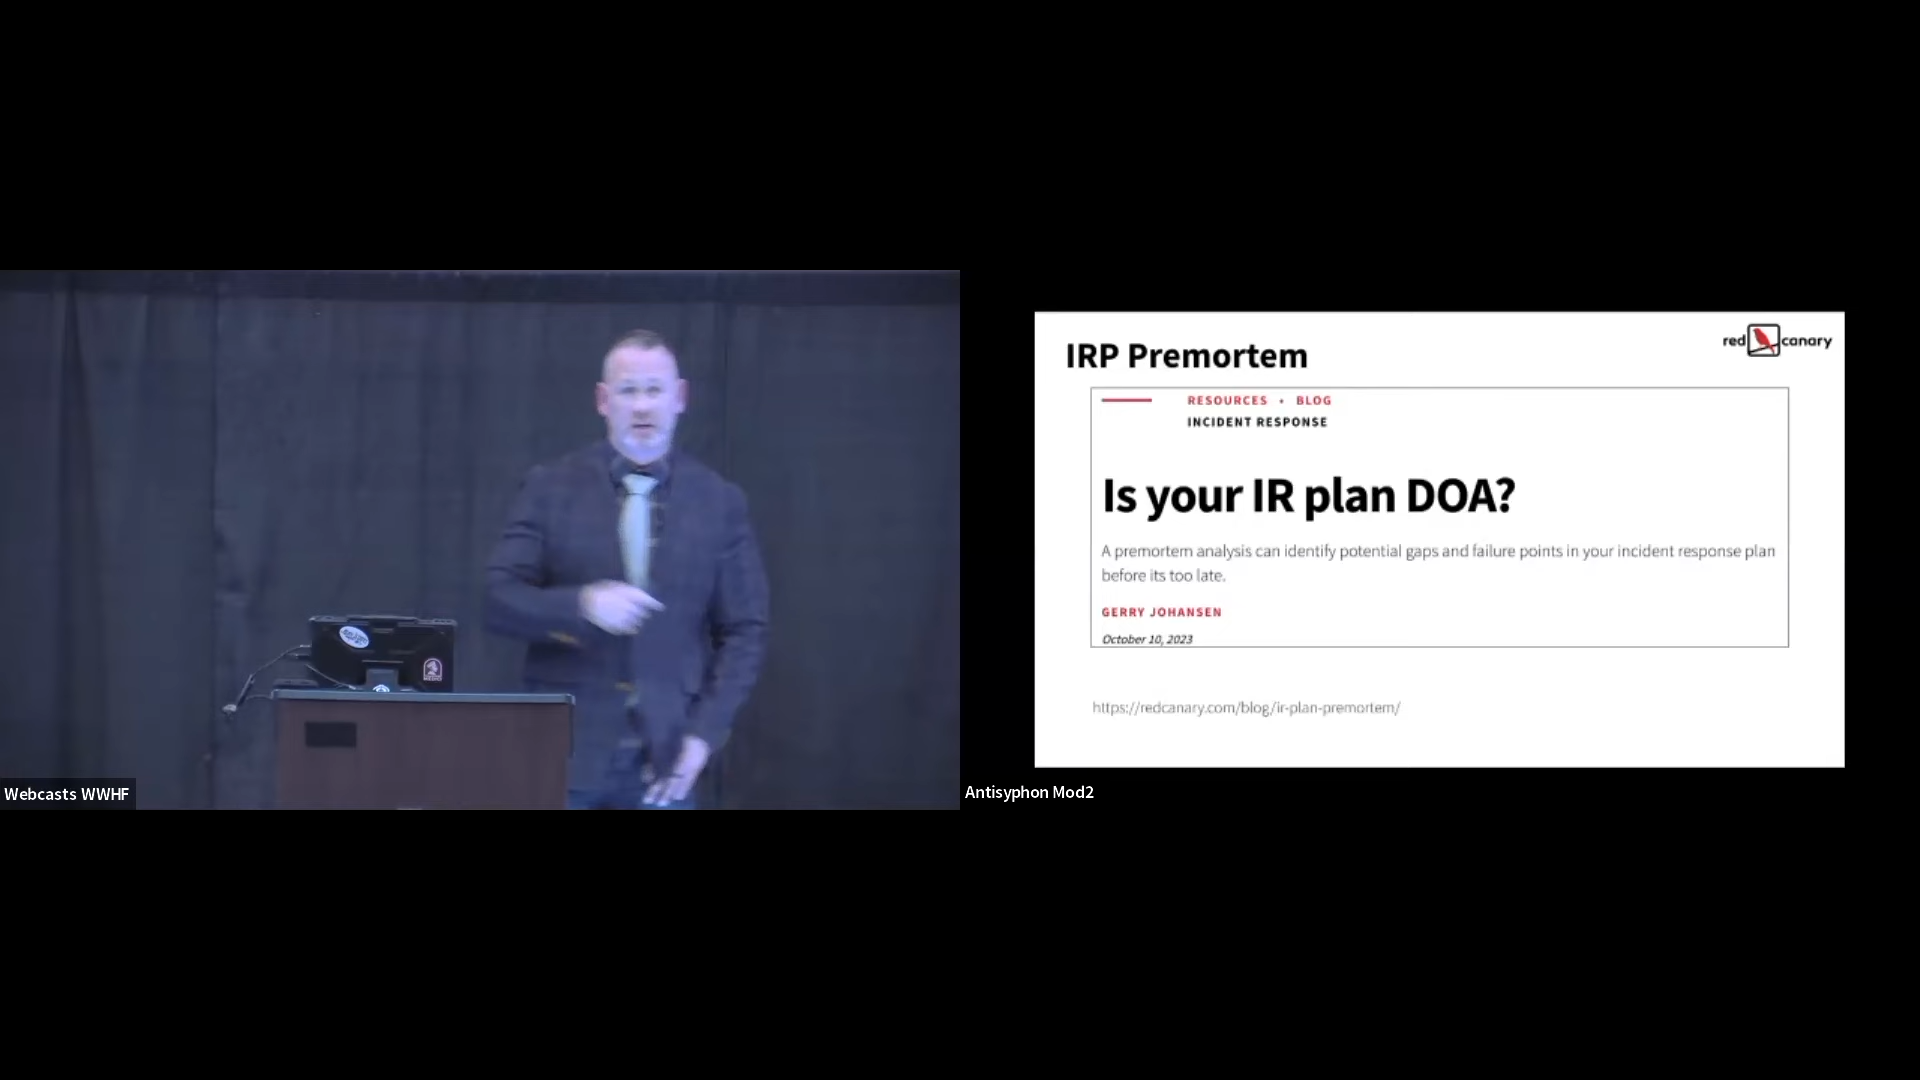 IRP Premortem
red canary
RESOURCES • BLOG
INCIDENT RESPONSE
Is your IR plan DOA?
A premortem analysis can identify potential gaps and failure points in your incident response plan
before its too late.
GERRY JOHANSEN
October 10, 2023
https://redcanary.com/blog/ir-plan-premortem/
Webcasts WWHF
Antisyphon Mod2